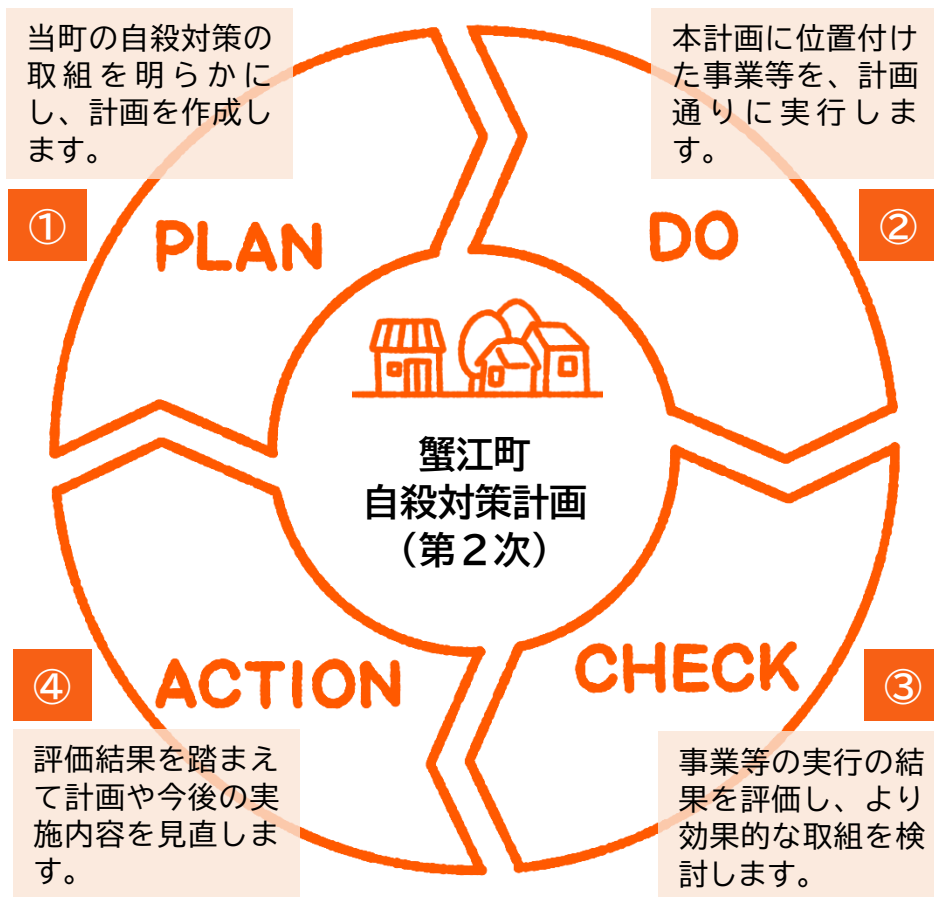 当町の自殺対策の
取組を明らかに
し、計画を作成し
ます。
①
PLAN
本計画に位置付け
た事業等を、計画
通りに実行しま
す。
②
DO
蟹江町
自殺対策計画
（第２次）
③
CHECK
事業等の実行の結
果を評価し、より
効果的な取組を検
討します。
④
ACTION
評価結果を踏まえ
て計画や今後の実
施内容を見直しま
す。